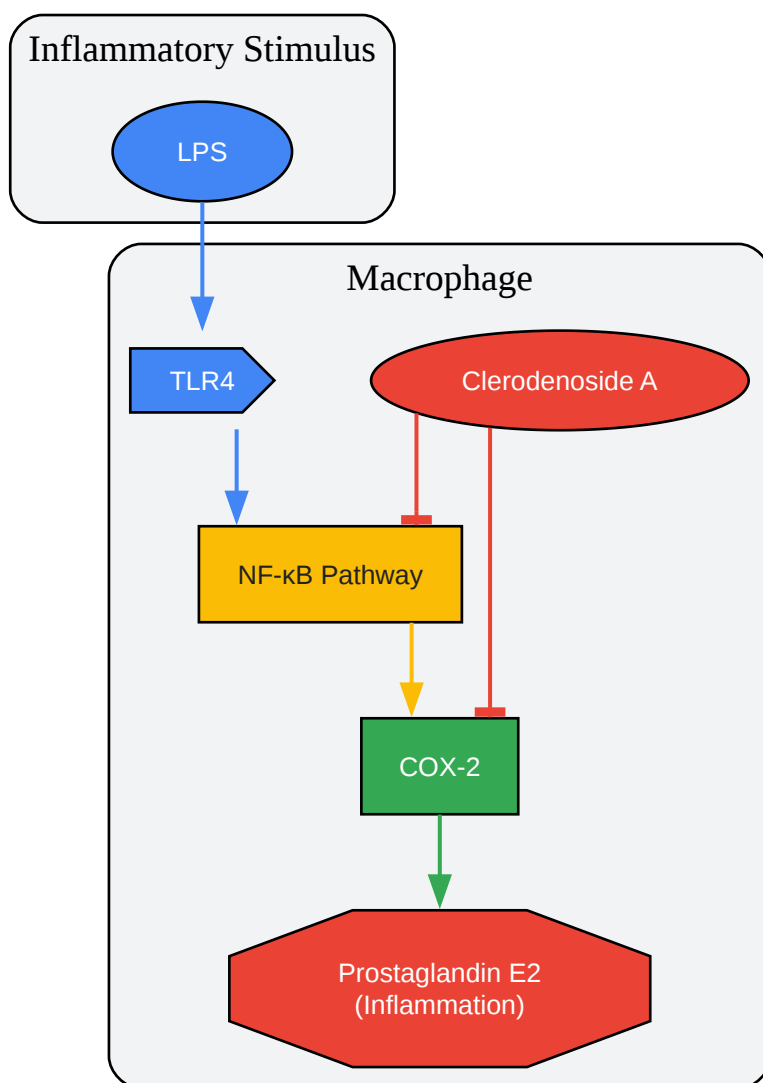 Inflammatory Stimulus
LPS
Macrophage
TLR4
Clerodenoside A
NF-κB Pathway
COX-2
Prostaglandin E2
(Inflammation)